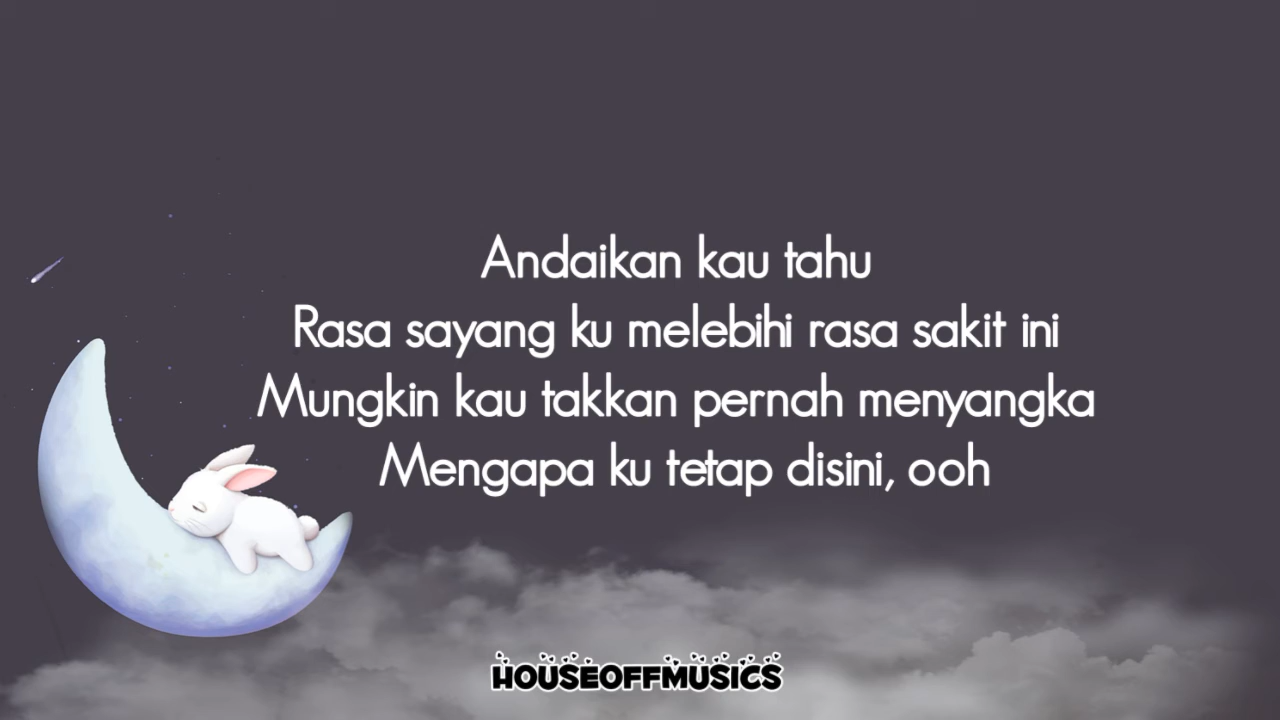 Andaikan kau tahu
Rasa sayang ku melebihi rasa sakit ini
Mungkin kau takkan pernah menyangka
Mengapa ku tetap disini, ooh
HOUSEOFFMUSICS